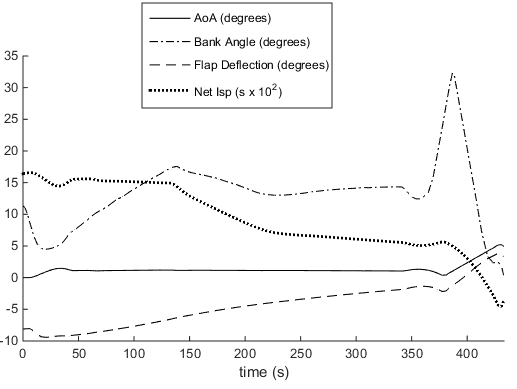 AoA (degrees)
Bank Angle (degrees)
Flap Deflection (degrees)
Net Isp (s x 10²)
35
30
25
20
15
10
5
0
-5
-10
0 50 100 150 200 250 300 350 400
time (s)